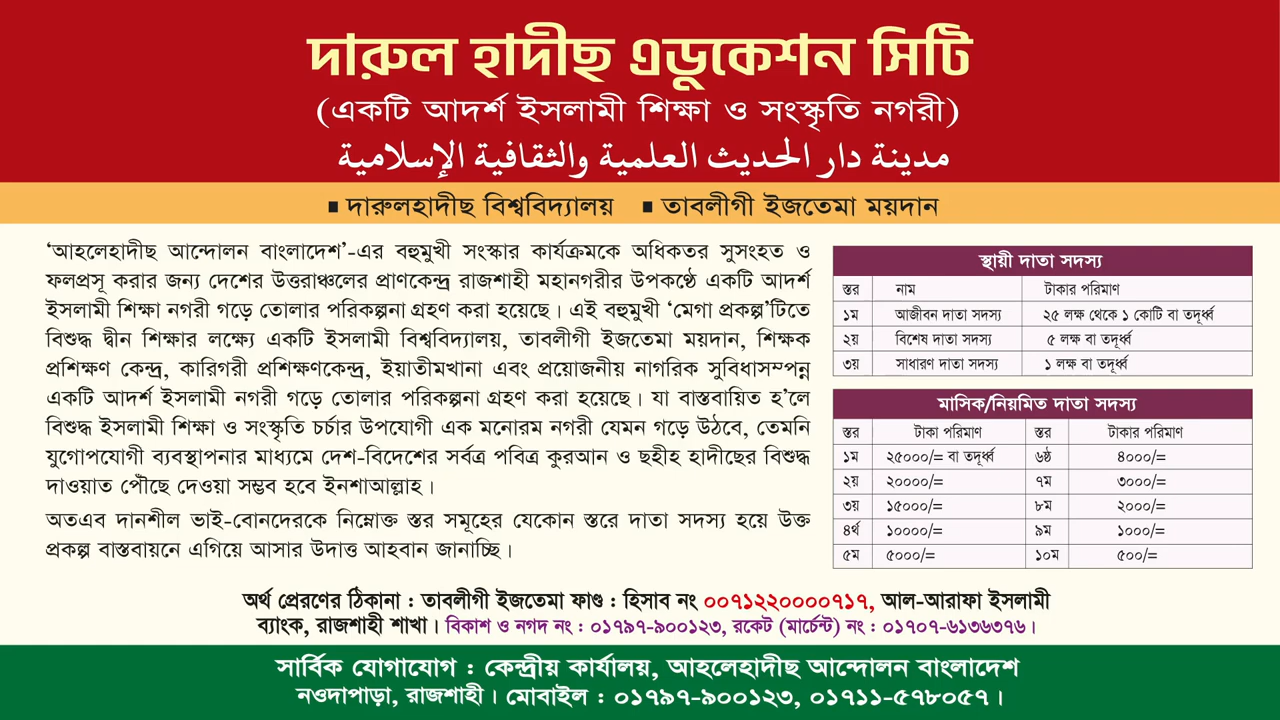 দারুল হাদীছ এডুকেশন সিটি
(একটি আদর্শ ইসলামী শিক্ষা ও সংস্কৃতি নগরী)
مدينة دار الحديث العلمية والثقافية الإسلامية
■ দারুলহাদীছ বিশ্ববিদ্যালয় ■ তাবলীগী ইজতেমা ময়দান
‘আহলেহাদীছ আন্দোলন বাংলাদেশ’-এর বহুমুখী সংস্কার কার্যক্রমকে অধিকতর সুসংহত ও
ফলপ্রসূ করার জন্য দেশের উত্তরাঞ্চলের প্রাণকেন্দ্র রাজশাহী মহানগরীর উপকণ্ঠে একটি আদর্শ
ইসলামী শিক্ষা নগরী গড়ে তোলার পরিকল্পনা গ্রহণ করা হয়েছে। এই বহুমুখী ‘মেগা প্রকল্প’টিতে
বিশুদ্ধ দ্বীন শিক্ষার লক্ষ্যে একটি ইসলামী বিশ্ববিদ্যালয়, তাবলীগী ইজতেমা ময়দান, শিক্ষক
প্রশিক্ষণ কেন্দ্র, কারিগরী প্রশিক্ষণকেন্দ্র, ইয়াতীমখানা এবং প্রয়োজনীয় নাগরিক সুবিধাসম্পন্ন
একটি আদর্শ ইসলামী নগরী গড়ে তোলার পরিকল্পনা গ্রহণ করা হয়েছে। যা বাস্তবায়িত হ’লে
বিশুদ্ধ ইসলামী শিক্ষা ও সংস্কৃতি চর্চার উপযোগী এক মনোরম নগরী যেমন গড়ে উঠবে, তেমনি
যুগোপযোগী ব্যবস্থাপনার মাধ্যমে দেশ-বিদেশের সর্বত্র পবিত্র কুরআন ও ছহীহ হাদীছের বিশুদ্ধ
দাওয়াত পৌঁছে দেওয়া সম্ভব হবে ইনশাআল্লাহ।
অতএব দানশীল ভাই-বোনদেরকে নিম্নোক্ত স্তর সমূহের যেকোন স্তরে দাতা সদস্য হয়ে উক্ত
প্রকল্প বাস্তবায়নে এগিয়ে আসার উদাত্ত আহবান জানাচ্ছি।
স্থায়ী দাতা সদস্য
স্তর নাম টাকার পরিমাণ
১ম আজীবন দাতা সদস্য ২৫ লক্ষ থেকে ১ কোটি বা তদূর্ধ্ব
২য় বিশেষ দাতা সদস্য ৫ লক্ষ বা তদূর্ধ্ব
৩য় সাধারণ দাতা সদস্য ১ লক্ষ বা তদূর্ধ্ব
মাসিক/নিয়মিত দাতা সদস্য
স্তর টাকা পরিমাণ স্তর টাকার পরিমাণ
১ম ২৫০০০/= বা তদূর্ধ্ব ৬ষ্ঠ ৪০০০/=
২য় ২০০০০/= ৭ম ৩০০০/=
৩য় ১৫০০০/= ৮ম ২০০০/=
৪র্থ ১০০০০/= ৯ম ১০০০/=
৫ম ৫০০০/= ১০ম ৫০০/=
অর্থ প্রেরণের ঠিকানা : তাবলীগী ইজতেমা ফাণ্ড : হিসাব নং ০০৭১২২০০০০৭১৭, আল-আরাফা ইসলামী
ব্যাংক, রাজশাহী শাখা। বিকাশ ও নগদ নং : ০১৭৯৭-৯০০১২৩, রকেট (মার্চেন্ট) নং : ০১৭০৭-৬১৩৬৩৭৬।
সার্বিক যোগাযোগ : কেন্দ্রীয় কার্যালয়, আহলেহাদীছ আন্দোলন বাংলাদেশ
নওদাপাড়া, রাজশাহী। মোবাইল : ০১৭৯৭-৯০০১২৩, ০১৭১১-৫৭৮০৫৭।